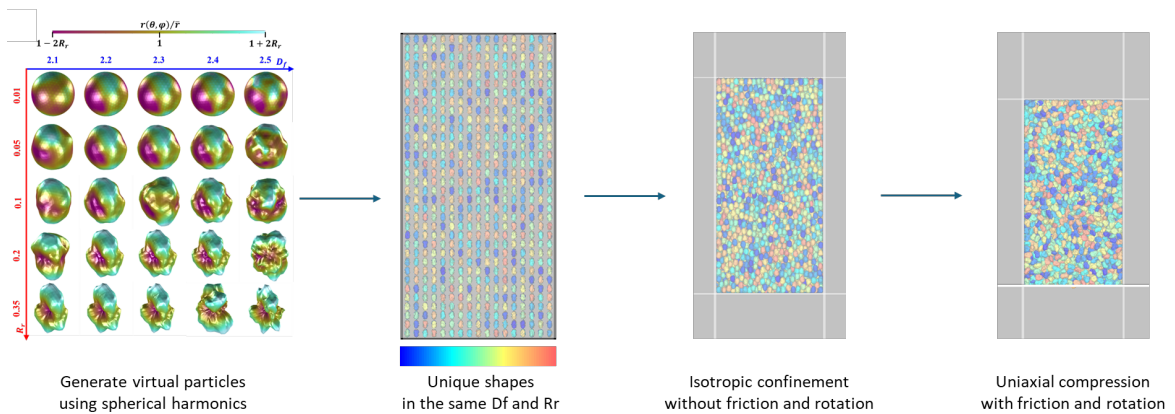 r(θ,φ)/r̄
1−2R_r 1 1+2R_r
2.1 2.2 2.3 2.4 2.5 D_f
0.01
0.05
0.1
0.2
0.35
R_r
Generate virtual particles
using spherical harmonics
Unique shapes
in the same Df and Rr
Isotropic confinement
without friction and rotation
Uniaxial compression
with friction and rotation